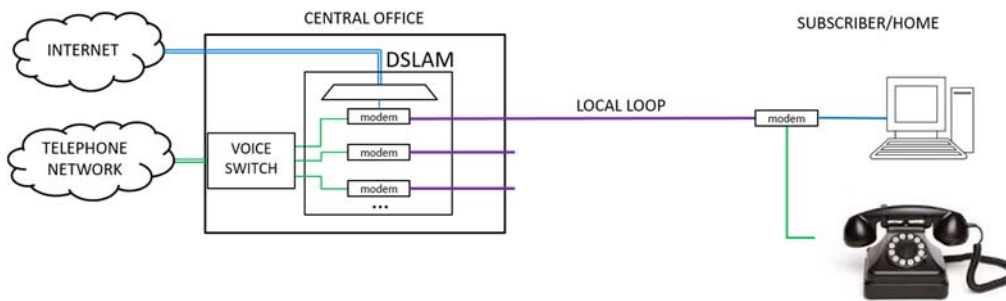 CENTRAL OFFICE
SUBSCRIBER/HOME
INTERNET
DSLAM
modem
LOCAL LOOP
modem
TELEPHONE
NETWORK
VOICE
SWITCH
modem
modem
...